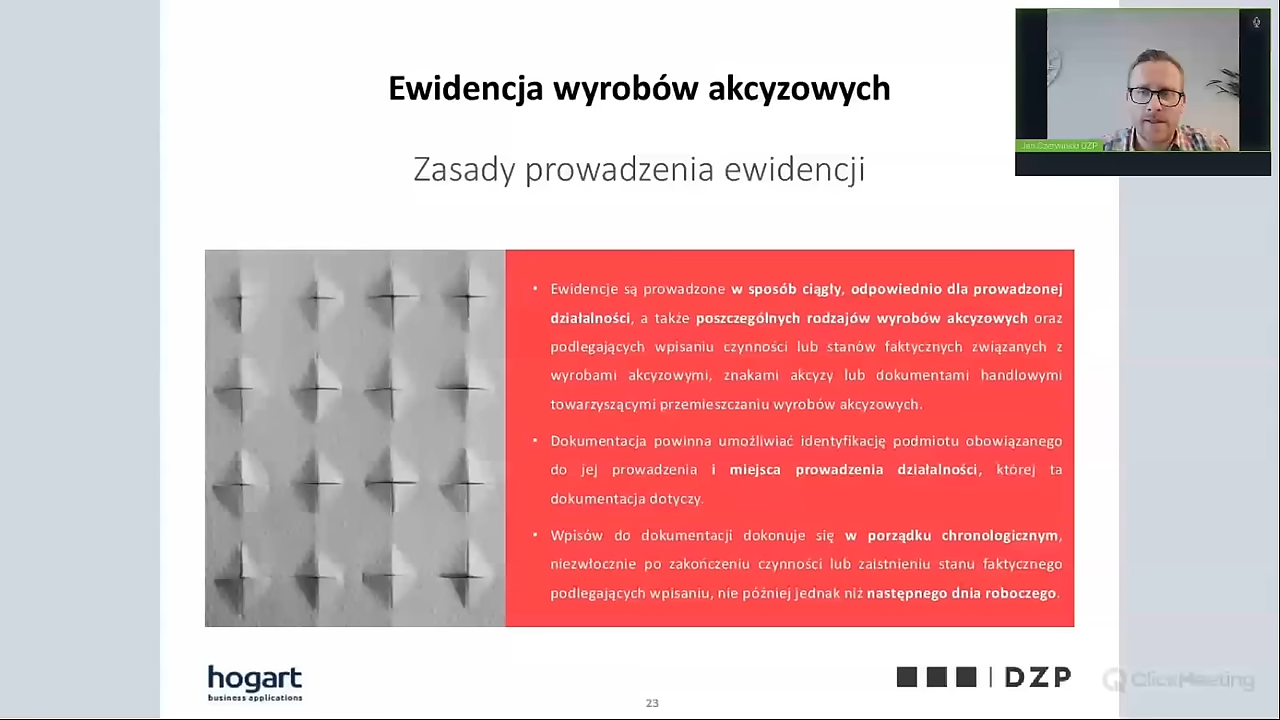 Ewidencja wyrobów akcyzowych
Zasady prowadzenia ewidencji
Jan Czerwiński DZP
• Ewidencje są prowadzone w sposób ciągły, odpowiednio dla prowadzonej
działalności, a także poszczególnych rodzajów wyrobów akcyzowych oraz
podlegających wpisaniu czynności lub stanów faktycznych związanych z
wyrobami akcyzowymi, znakami akcyzy lub dokumentami handlowymi
towarzyszącymi przemieszczaniu wyrobów akcyzowych.
• Dokumentacja powinna umożliwiać identyfikację podmiotu obowiązanego
do jej prowadzenia i miejsca prowadzenia działalności, której ta
dokumentacja dotyczy.
• Wpisów do dokumentacji dokonuje się w porządku chronologicznym,
niezwłocznie po zakończeniu czynności lub zaistnieniu stanu faktycznego
podlegających wpisaniu, nie później jednak niż następnego dnia roboczego.
hogart
business applications
23
DZP
ClickMeeting